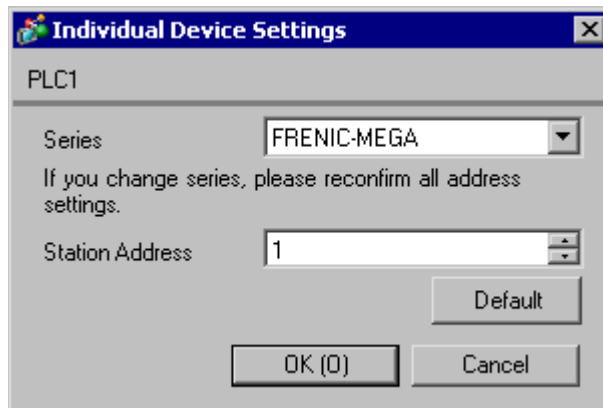 Individual Device Settings
PLC1
Series
FRENIC-MEGA
If you change series, please reconfirm all address
settings.
Station Address
1
Default
OK (O)
Cancel